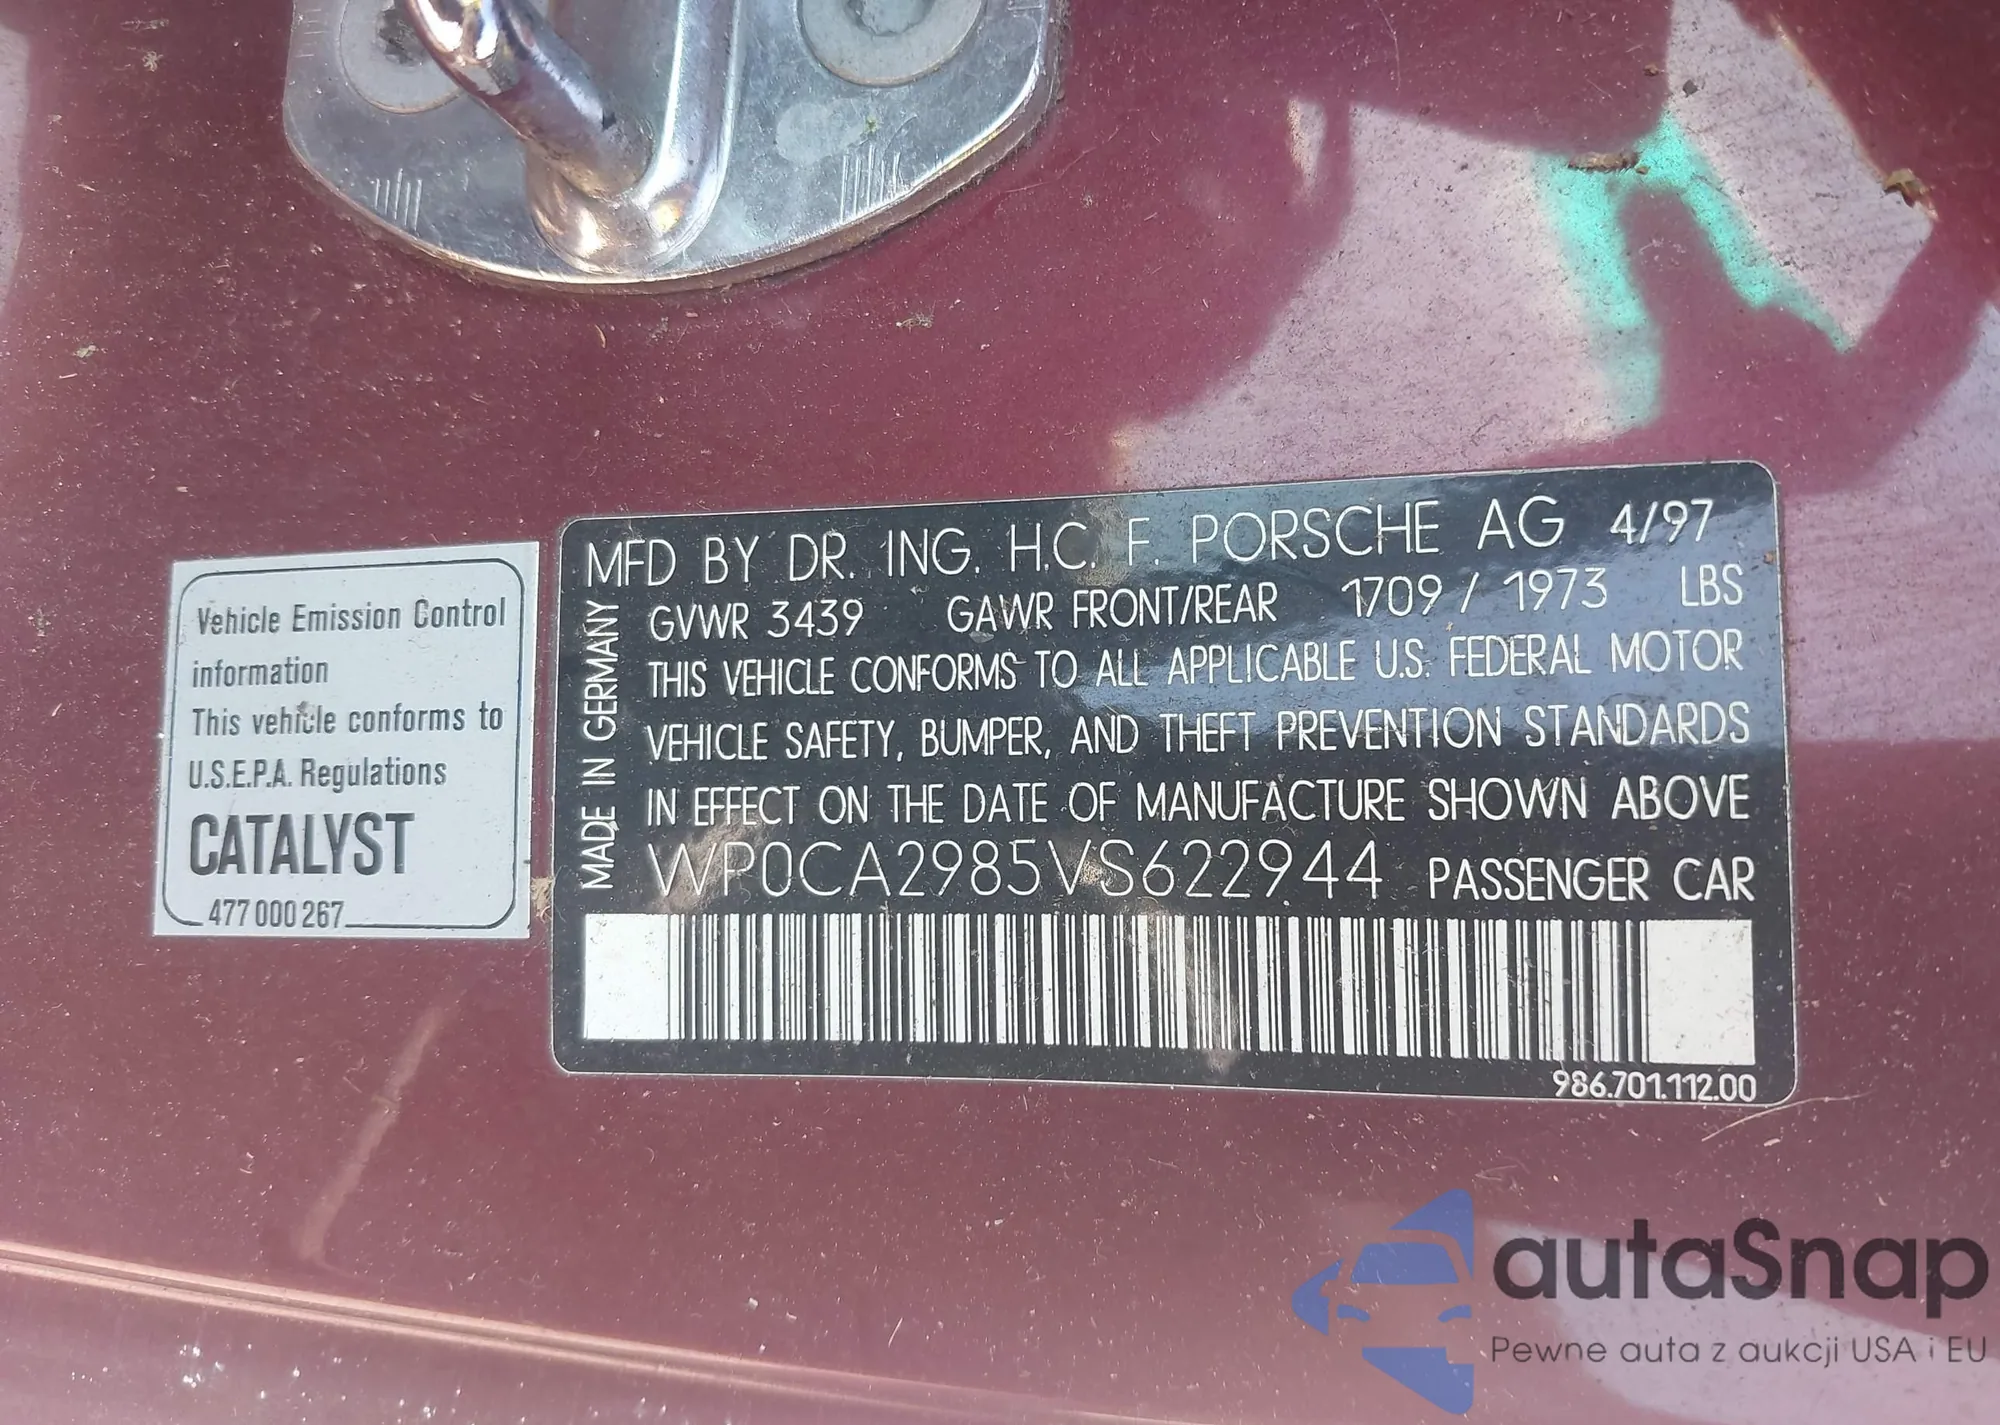 Vehicle Emission Control
information
This vehicle conforms to
U.S.E.P.A. Regulations
CATALYST
477 000 267
MADE IN GERMANY
MFD BY DR. ING. H.C. F. PORSCHE AG 4/97
GVWR 3439 GAWR FRONT/REAR 1709 / 1973 LBS
THIS VEHICLE CONFORMS TO ALL APPLICABLE U.S. FEDERAL MOTOR
VEHICLE SAFETY, BUMPER, AND THEFT PREVENTION STANDARDS
IN EFFECT ON THE DATE OF MANUFACTURE SHOWN ABOVE
WP0CA2985VS622944 PASSENGER CAR
986.701.112.00
autaSnap
Pewne auta z aukcji USA i EU